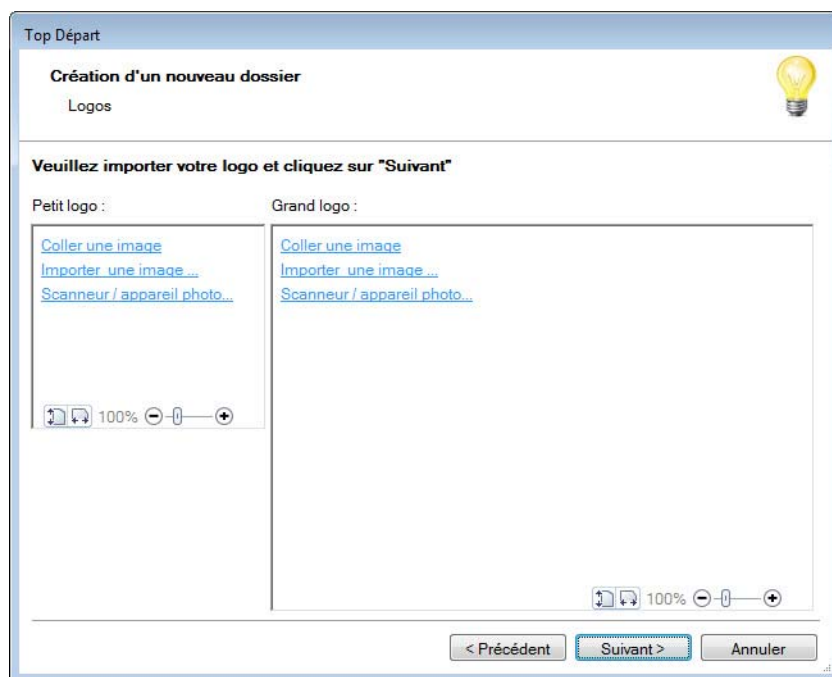 Top Départ
Création d'un nouveau dossier
Logos
Veuillez importer votre logo et cliquez sur "Suivant"
Petit logo :
Coller une image
Importer une image ...
Scanneur / appareil photo...
100%
Grand logo :
Coller une image
Importer une image ...
Scanneur / appareil photo...
100%
< Précédent
Suivant >
Annuler